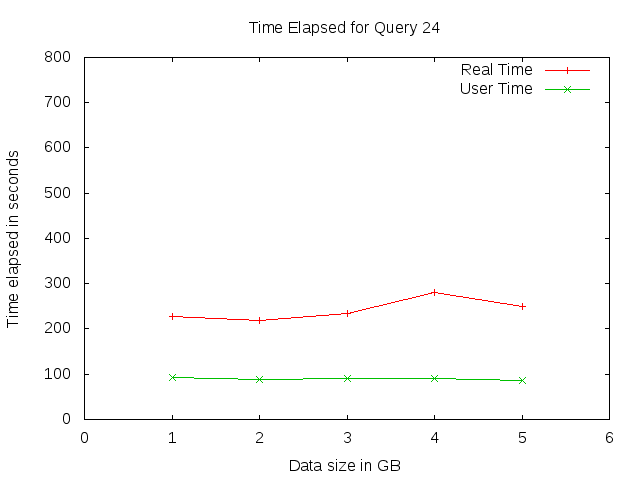 Time Elapsed for Query 24
800
700
600
500
400
300
200
100
0
Time elapsed in seconds
Real Time
User Time
0 1 2 3 4 5 6
Data size in GB